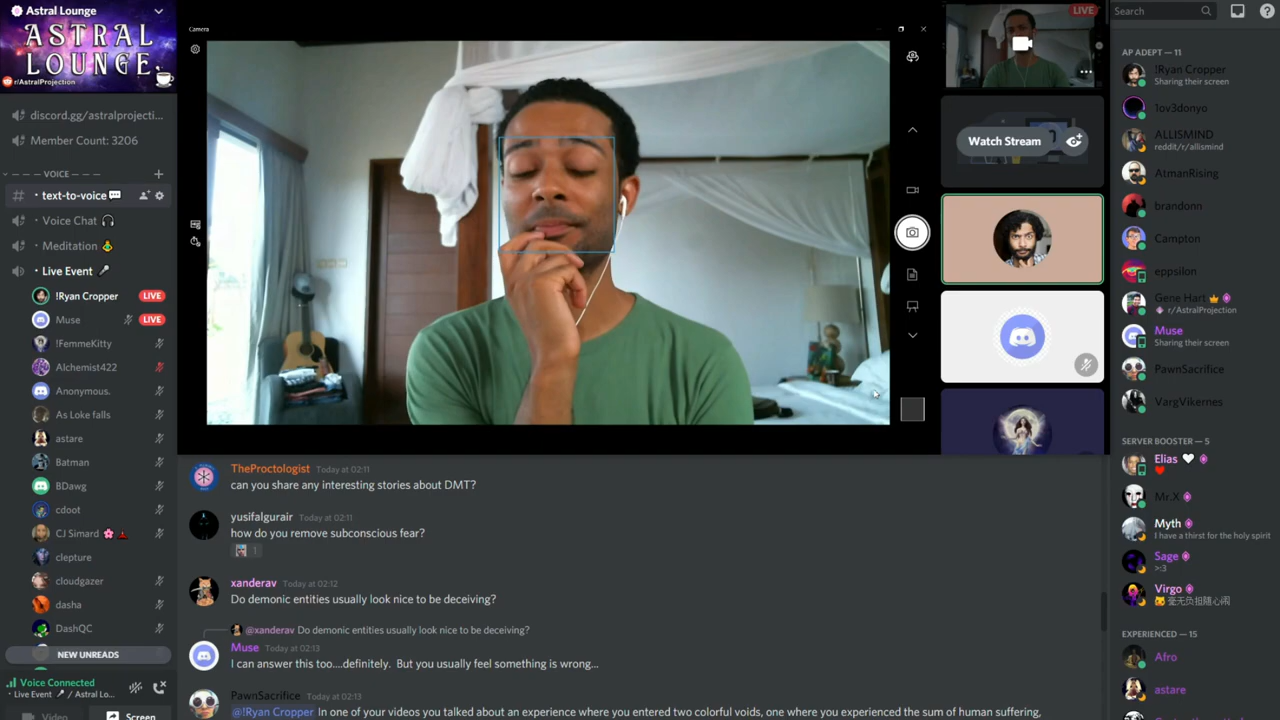 Astral Lounge
ASTRAL
LOUNGE
r/AstralProjection
discord.gg/astralprojecti...
Member Count: 3206
VOICE
text-to-voice
Voice Chat
Meditation
Live Event
!Ryan Cropper LIVE
Muse LIVE
!FemmeKitty
Alchemist422
Anonymous.
As Loke falls
astare
Batman
BDawg
cdoot
CJ Simard
clepture
cloudgazer
dasha
DashQC
NEW UNREADS
Voice Connected
Live Event / Astral Lo...
Video
Screen
Camera
LIVE
Watch Stream
TheProctologist Today at 02:11
can you share any interesting stories about DMT?
yusifalgurair Today at 02:11
how do you remove subconscious fear?
1
xanderav Today at 02:12
Do demonic entities usually look nice to be deceiving?
@xanderav Do demonic entities usually look nice to be deceiving?
Muse Today at 02:13
I can answer this too....definitely. But you usually feel something is wrong...
PawnSacrifice Today at 02:13
@!Ryan Cropper In one of your videos you talked about an experience where you entered two colorful voids, one where you experienced the sum of human suffering,
Search
AP ADEPT — 11
!Ryan Cropper
Sharing their screen
1ov3donyo
ALLISMIND
reddit/r/allismind
AtmanRising
brandonn
Campton
eppsilon
Gene Hart
r/AstralProjection
Muse
Sharing their screen
PawnSacrifice
VargVikernes
SERVER BOOSTER — 5
Elias
Mr.X
Myth
I have a thirst for the holy spirit
Sage
>:3
Virgo
毫无负担随心闹
EXPERIENCED — 15
Afro
astare